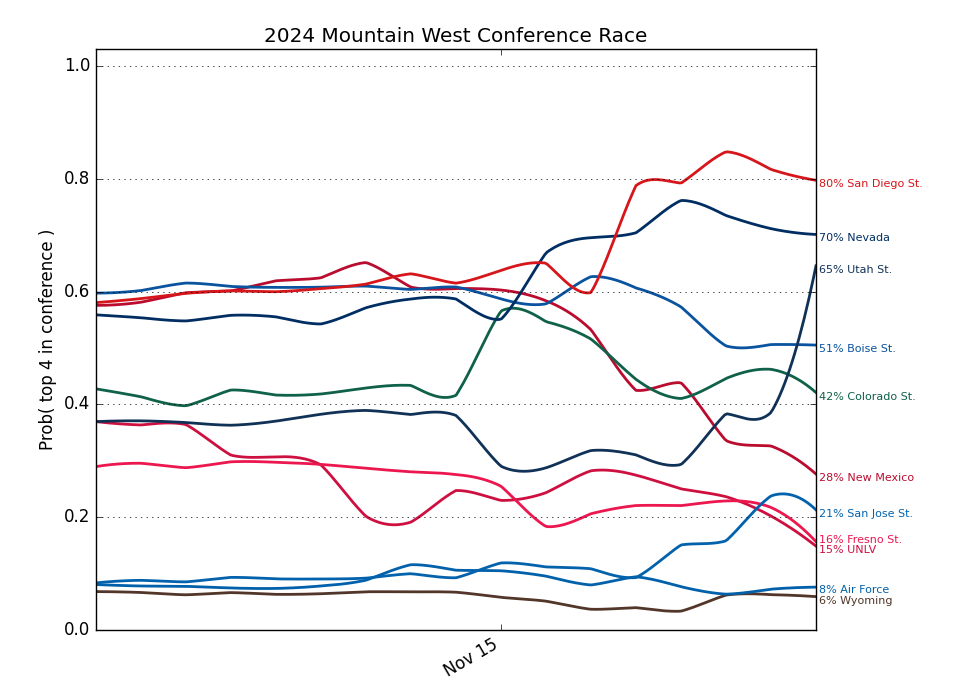 2024 Mountain West Conference Race
Prob( top 4 in conference )
1.0
0.8
0.6
0.4
0.2
0.0
Nov 15
80% San Diego St.
70% Nevada
65% Utah St.
51% Boise St.
42% Colorado St.
28% New Mexico
21% San Jose St.
16% Fresno St.
15% UNLV
8% Air Force
6% Wyoming